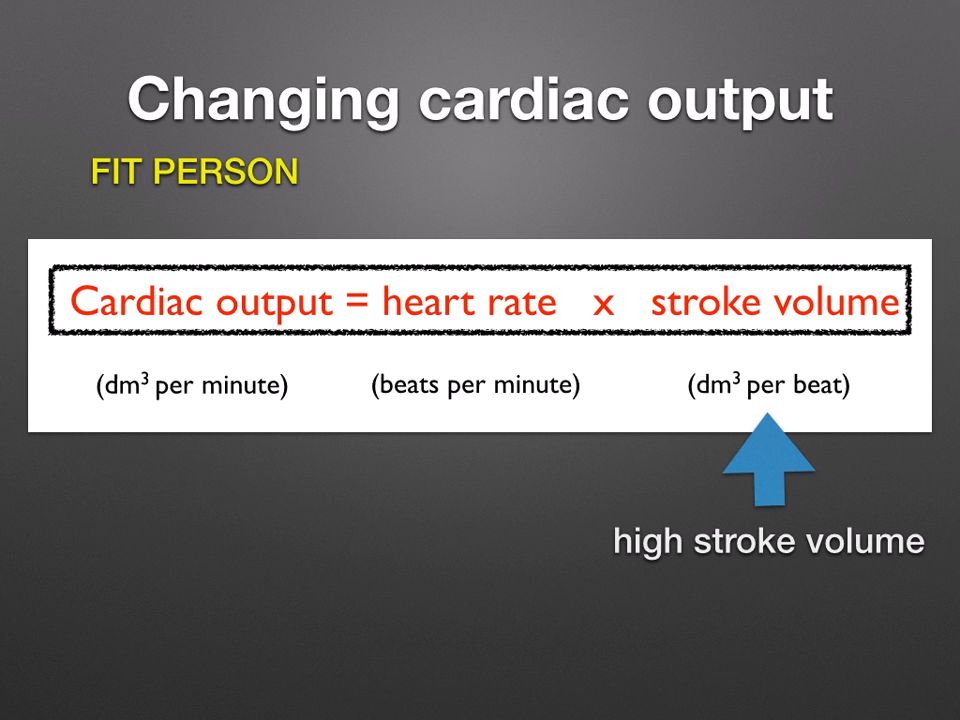 Changing cardiac output
FIT PERSON
Cardiac output = heart rate x stroke volume
(dm³ per minute) (beats per minute) (dm³ per beat)
high stroke volume